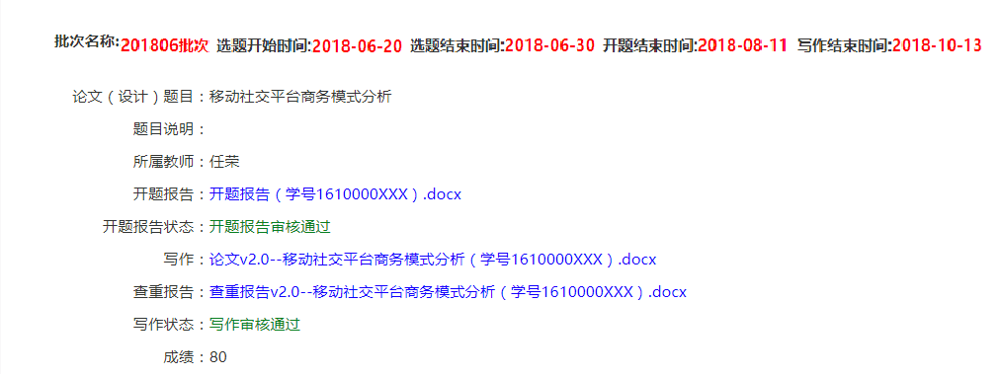 批次名称:201806批次 选题开始时间:2018-06-20 选题结束时间:2018-06-30 开题结束时间:2018-08-11 写作结束时间:2018-10-13
论文（设计）题目：移动社交平台商务模式分析
题目说明：
所属教师：任荣
开题报告：开题报告（学号1610000XXX）.docx
开题报告状态：开题报告审核通过
写作：论文v2.0--移动社交平台商务模式分析（学号1610000XXX）.docx
查重报告：查重报告v2.0--移动社交平台商务模式分析（学号1610000XXX）.docx
写作状态：写作审核通过
成绩：80